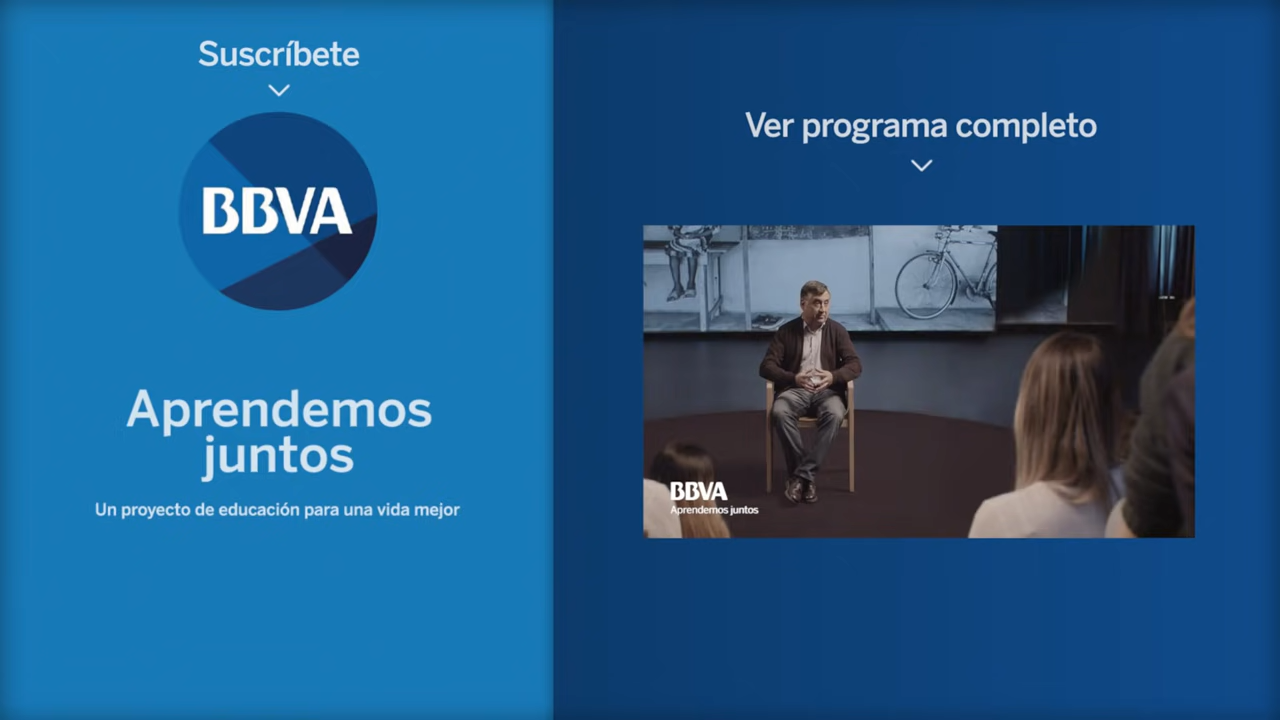 Suscríbete
BBVA
Aprendemos
juntos
Un proyecto de educación para una vida mejor
Ver programa completo
BBVA
Aprendemos juntos